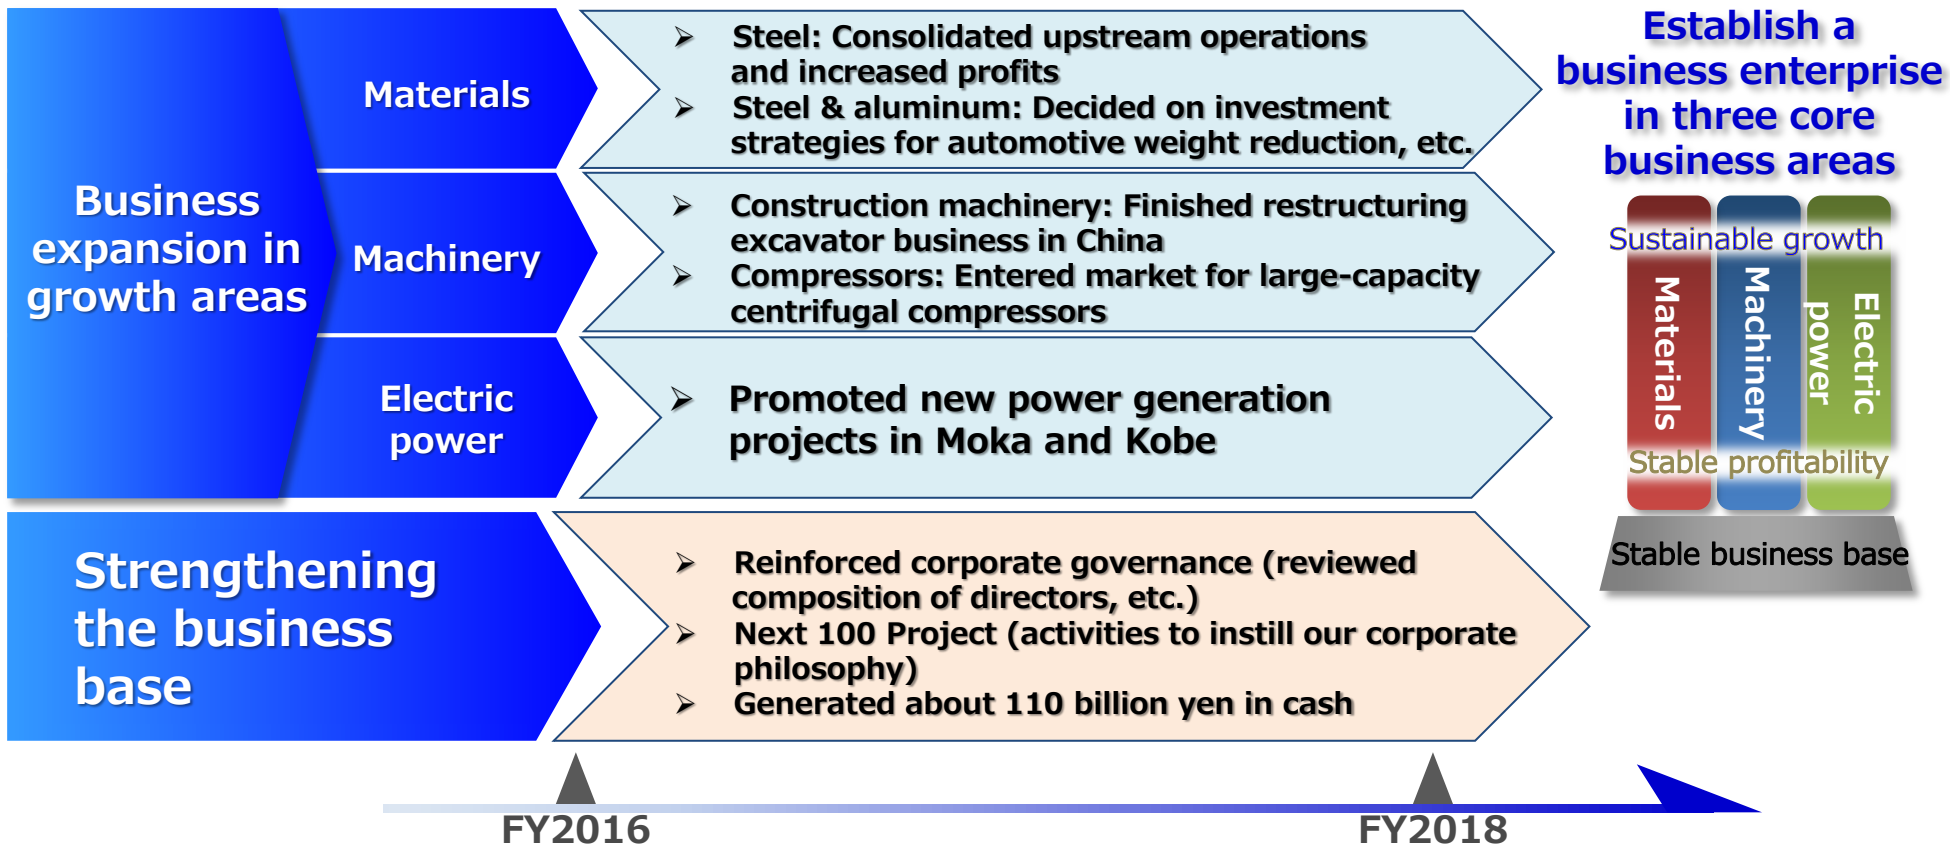 Business
expansion in
growth areas
Materials
➢ Steel: Consolidated upstream operations
and increased profits
➢ Steel & aluminum: Decided on investment
strategies for automotive weight reduction, etc.
Machinery
➢ Construction machinery: Finished restructuring
excavator business in China
➢ Compressors: Entered market for large-capacity
centrifugal compressors
Electric
power
➢ Promoted new power generation
projects in Moka and Kobe
Strengthening
the business
base
➢ Reinforced corporate governance (reviewed
composition of directors, etc.)
➢ Next 100 Project (activities to instill our corporate
philosophy)
➢ Generated about 110 billion yen in cash
Establish a
business enterprise
in three core
business areas
Sustainable growth
Materials
Machinery
Electric
power
Stable profitability
Stable business base
FY2016
FY2018